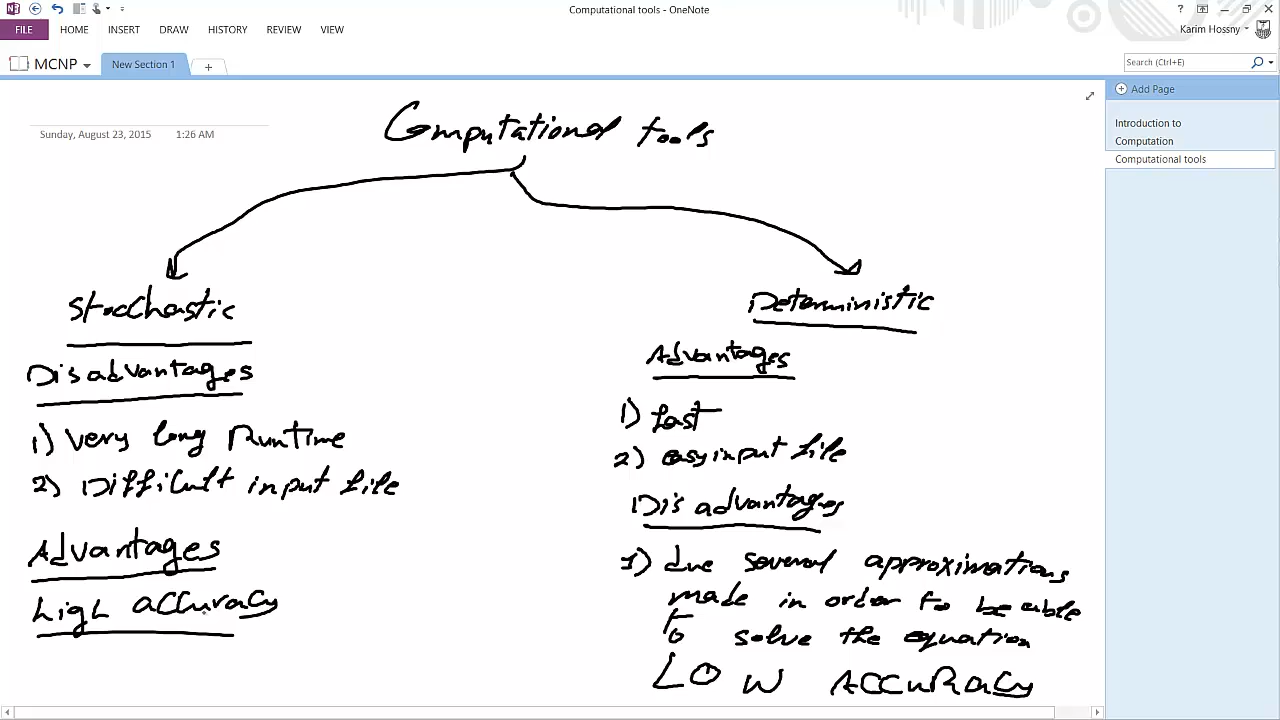 Computational tools - OneNote
FILE HOME INSERT DRAW HISTORY REVIEW VIEW
Karim Hossny
MCNP
New Section 1
Search (Ctrl+E)
Add Page
Introduction to
Computation
Computational tools
Sunday, August 23, 2015 1:26 AM
Computational tools
Stochastic
Disadvantages
1) Very long Runtime
2) Difficult input file
Advantages
high accuracy
Deterministic
Advantages
1) fast
2) easy input file
Disadvantages
1) due several approximations
made in order to be able
to solve the equation
LOW ACCuRacy